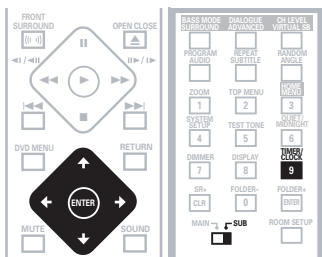 FRONT
SURROUND
OPEN CLOSE
DVD MENU
RETURN
ENTER
MUTE
SOUND
BASS MODE DIALOGUE CH LEVEL
SURROUND ADVANCED VIRTUAL SB
PROGRAM REPEAT RANDOM
AUDIO SUBTITLE ANGLE
HOME
ZOOM TOP MENU MENU
1 2 3
SYSTEM QUIET/
SETUP TEST TONE MIDNIGHT
4 5 6
TIMER/
DIMMER DISPLAY CLOCK
7 8 9
SR+ FOLDER- FOLDER+
CLR 0 ENTER
MAIN SUB ROOM SETUP